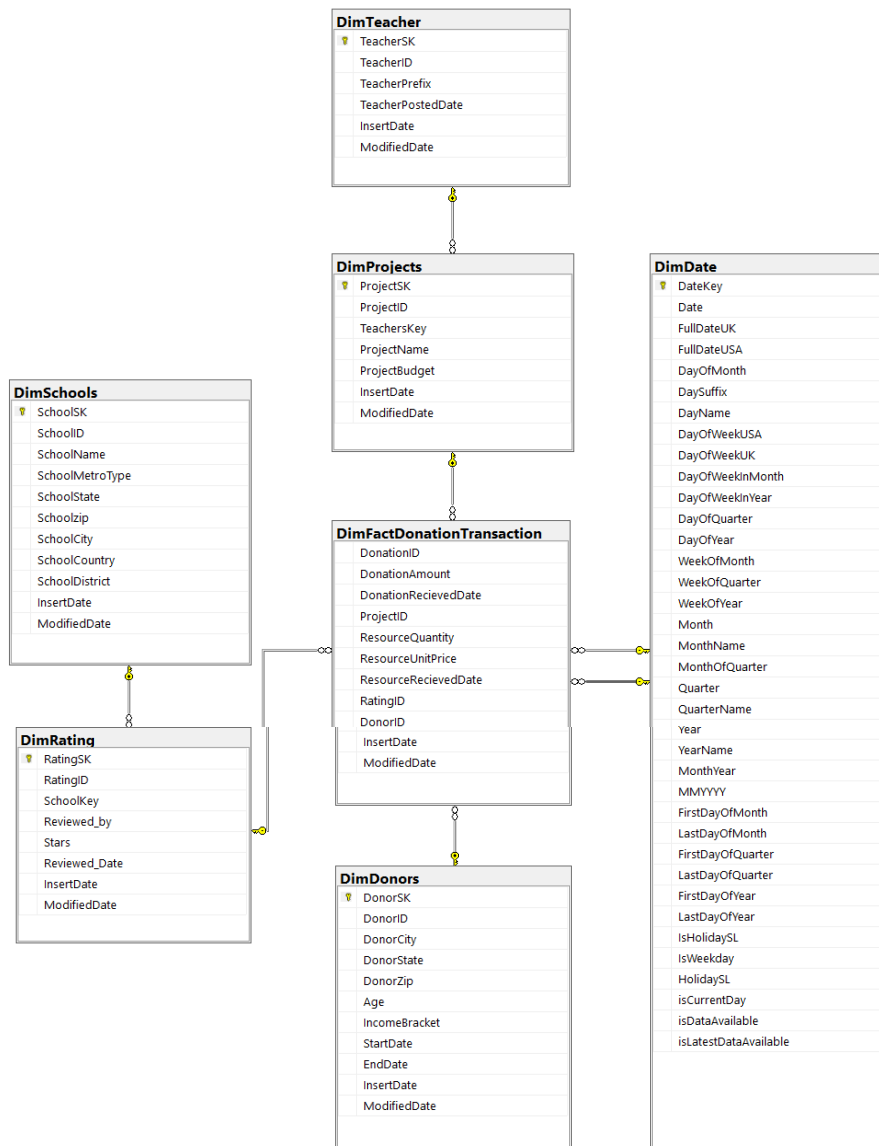 DimTeacher
TeacherSK
TeacherID
TeacherPrefix
TeacherPostedDate
InsertDate
ModifiedDate
DimProjects
ProjectSK
ProjectID
TeachersKey
ProjectName
ProjectBudget
InsertDate
ModifiedDate
DimDate
DateKey
Date
FullDateUK
FullDateUSA
DayOfMonth
DaySuffix
DayName
DayOfWeekUSA
DayOfWeekUK
DayOfWeekInMonth
DayOfWeekInYear
DayOfQuarter
DayOfYear
WeekOfMonth
WeekOfQuarter
WeekOfYear
Month
MonthName
MonthOfQuarter
Quarter
QuarterName
Year
YearName
MonthYear
MMYYYY
FirstDayOfMonth
LastDayOfMonth
FirstDayOfQuarter
LastDayOfQuarter
FirstDayOfYear
LastDayOfYear
IsHolidaySL
IsWeekday
HolidaySL
isCurrentDay
isDataAvailable
isLatestDataAvailable
DimSchools
SchoolSK
SchoolID
SchoolName
SchoolMetroType
SchoolState
Schoolzip
SchoolCity
SchoolCountry
SchoolDistrict
InsertDate
ModifiedDate
DimFactDonationTransaction
DonationID
DonationAmount
DonationRecievedDate
ProjectID
ResourceQuantity
ResourceUnitPrice
ResourceRecievedDate
RatingID
DonorID
InsertDate
ModifiedDate
DimRating
RatingSK
RatingID
SchoolKey
Reviewed_by
Stars
Reviewed_Date
InsertDate
ModifiedDate
DimDonors
DonorSK
DonorID
DonorCity
DonorState
DonorZip
Age
IncomeBracket
StartDate
EndDate
InsertDate
ModifiedDate